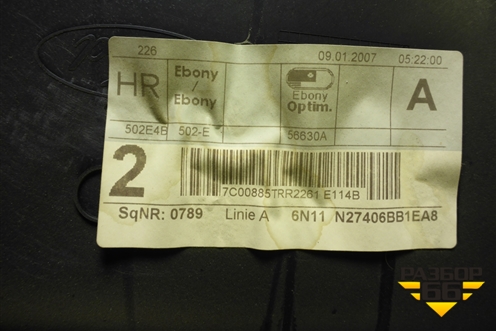 226 09.01.2007 05:22:00
HR Ebony / Ebony Ebony Optim. A
502E4B 502-E 56630A
2
7C00885TRR2261 E114B
SqNR: 0789 Linie A 6N11 N27406BB1EA8
РАЗБОР
66